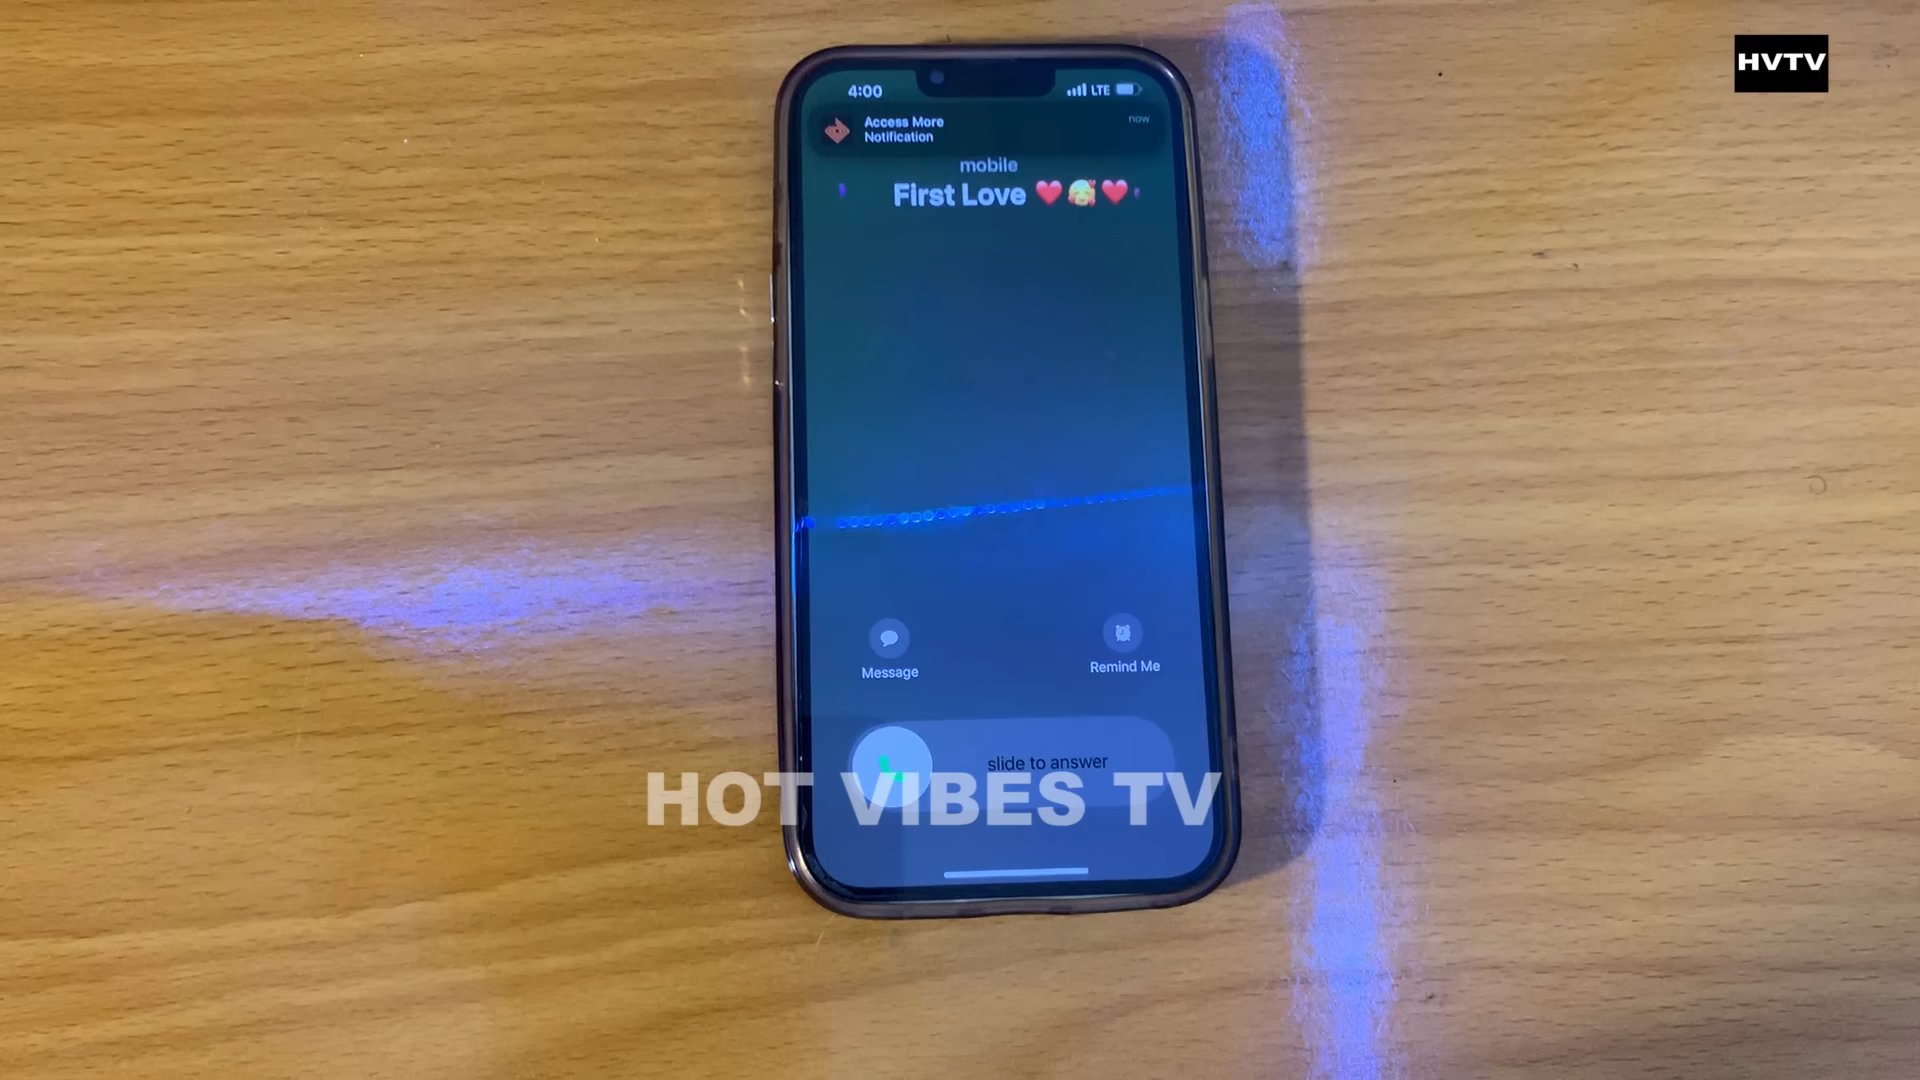 HVTV
4:00
LTE
Access More
now
Notification
mobile
First Love ❤️🥰❤️
Message
Remind Me
slide to answer
HOT VIBES TV